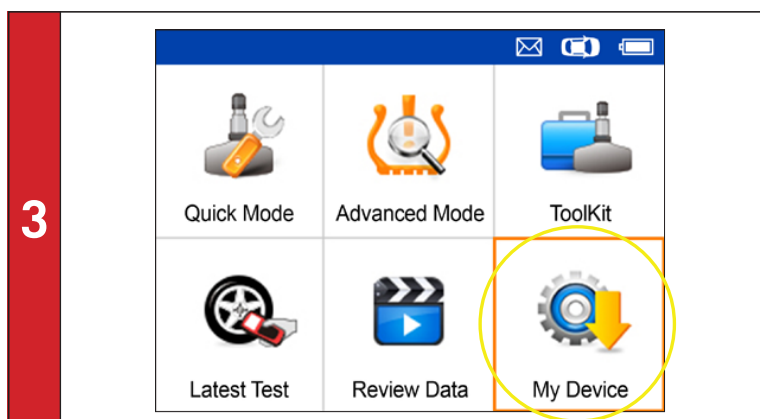 3
Quick Mode
Advanced Mode
ToolKit
Latest Test
Review Data
My Device